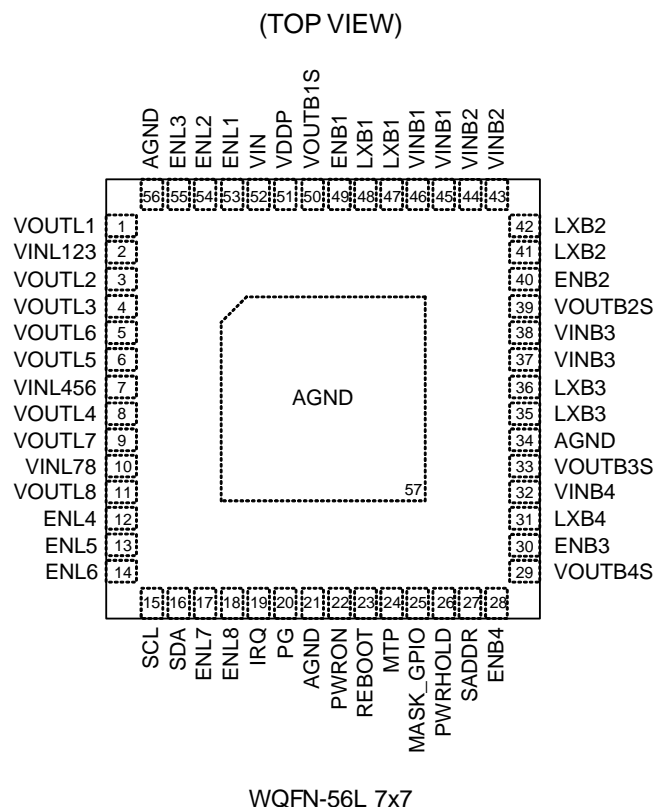 (TOP VIEW)
AGND
ENL3
ENL2
ENL1
VIN
VDDP
VOUTB1S
ENB1
LXB1
LXB1
VINB1
VINB1
VINB2
VINB2
56 55 54 53 52 51 50 49 48 47 46 45 44 43
VOUTL1 1
VINL123 2
VOUTL2 3
VOUTL3 4
VOUTL6 5
VOUTL5 6
VINL456 7
VOUTL4 8
VOUTL7 9
VINL78 10
VOUTL8 11
ENL4 12
ENL5 13
ENL6 14
AGND
57
42 LXB2
41 LXB2
40 ENB2
39 VOUTB2S
38 VINB3
37 VINB3
36 LXB3
35 LXB3
34 AGND
33 VOUTB3S
32 VINB4
31 LXB4
30 ENB3
29 VOUTB4S
15 16 17 18 19 20 21 22 23 24 25 26 27 28
SCL
SDA
ENL7
ENL8
IRQ
PG
AGND
PWRON
REBOOT
MTP
MASK_GPIO
PWRHOLD
SADDR
ENB4
WQFN-56L 7x7